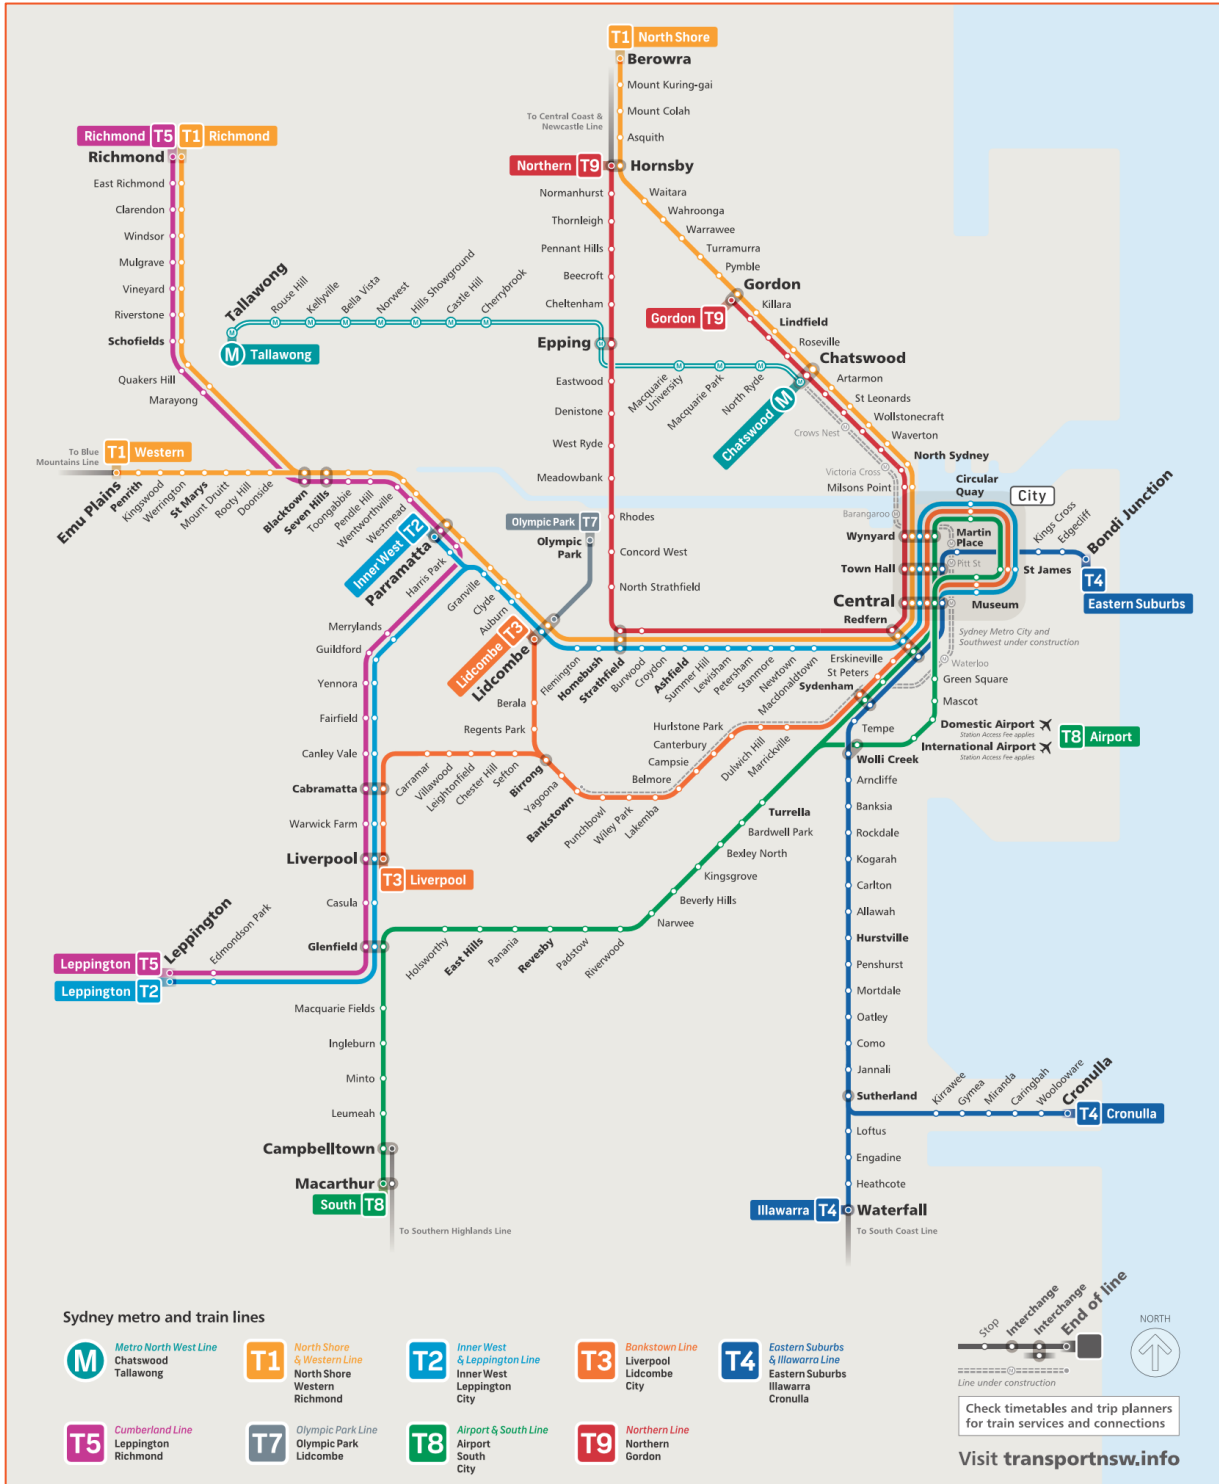 T1 North Shore
Berowra
Mount Kuring-gai
Mount Colah
To Central Coast &
Newcastle Line
Asquith
Richmond T5 T1 Richmond
Richmond
Northern T9
Hornsby
East Richmond
Clarendon
Windsor
Mulgrave
Vineyard
Riverstone
Schofields
Quakers Hill
Marayong
Normanhurst
Thornleigh
Pennant Hills
Beecroft
Cheltenham
Waitara
Wahroonga
Warrawee
Turramurra
Pymble
Gordon
Gordon T9
Killara
Lindfield
Roseville
Chatswood
Artarmon
St Leonards
Wollstonecraft
Waverton
North Sydney
Tallawong
Rouse Hill
Kellyville
Bella Vista
Norwest
Hills Showground
Castle Hill
Cherrybrook
M Tallawong
Epping
Macquarie
University
Macquarie Park
North Ryde
Chatswood M
Crows Nest
Victoria Cross
Milsons Point
Barangaroo
Eastwood
Denistone
West Ryde
Meadowbank
Rhodes
Concord West
North Strathfield
To Blue
Mountains Line
T1 Western
Emu Plains
Penrith
Kingswood
Werrington
St Marys
Mount Druitt
Rooty Hill
Doonside
Blacktown
Seven Hills
Toongabbie
Pendle Hill
Wentworthville
Westmead
Inner West T2
Parramatta
Harris Park
Granville
Clyde
Auburn
Olympic Park T7
Olympic
Park
Lidcombe T3
Lidcombe
Circular
Quay
City
Wynyard
Martin
Place
Kings Cross
Edgecliff
Bondi Junction
Pitt St
Town Hall
St James
T4
Eastern Suburbs
Central
Museum
Redfern
Sydney Metro City and
Southwest under construction
Waterloo
Flemington
Homebush
Strathfield
Burwood
Croydon
Ashfield
Summer Hill
Lewisham
Petersham
Stanmore
Newtown
Macdonaldtown
Erskineville
St Peters
Sydenham
Green Square
Mascot
Domestic Airport
Station Access Fee applies
International Airport
Station Access Fee applies
T8 Airport
Tempe
Wolli Creek
Merrylands
Guildford
Yennora
Fairfield
Canley Vale
Cabramatta
Warwick Farm
Liverpool
T3 Liverpool
Casula
Glenfield
Berala
Regents Park
Carramar
Villawood
Leightonfield
Chester Hill
Sefton
Birrong
Yagoona
Bankstown
Punchbowl
Wiley Park
Lakemba
Belmore
Campsie
Canterbury
Hurlstone Park
Dulwich Hill
Marrickville
Turrella
Bardwell Park
Bexley North
Kingsgrove
Beverly Hills
Narwee
Riverwood
Padstow
Revesby
Panania
East Hills
Holsworthy
Leppington
Edmondson Park
Leppington T5
Leppington T2
Macquarie Fields
Ingleburn
Minto
Leumeah
Campbelltown
Macarthur
South T8
To Southern Highlands Line
Arncliffe
Banksia
Rockdale
Kogarah
Carlton
Allawah
Hurstville
Penshurst
Mortdale
Oatley
Como
Jannali
Sutherland
Kirrawee
Gymea
Miranda
Caringbah
Woolooware
Cronulla
T4 Cronulla
Loftus
Engadine
Heathcote
Illawarra T4
Waterfall
To South Coast Line
Sydney metro and train lines
M
Metro North West Line
Chatswood
Tallawong
T1
North Shore
& Western Line
North Shore
Western
Richmond
T2
Inner West
& Leppington Line
Inner West
Leppington
City
T3
Bankstown Line
Liverpool
Lidcombe
City
T4
Eastern Suburbs
& Illawarra Line
Eastern Suburbs
Illawarra
Cronulla
T5
Cumberland Line
Leppington
Richmond
T7
Olympic Park Line
Olympic Park
Lidcombe
T8
Airport & South Line
Airport
South
City
T9
Northern Line
Northern
Gordon
Stop
Interchange
Interchange
End of line
Line under construction
NORTH
Check timetables and trip planners
for train services and connections
Visit transportnsw.info